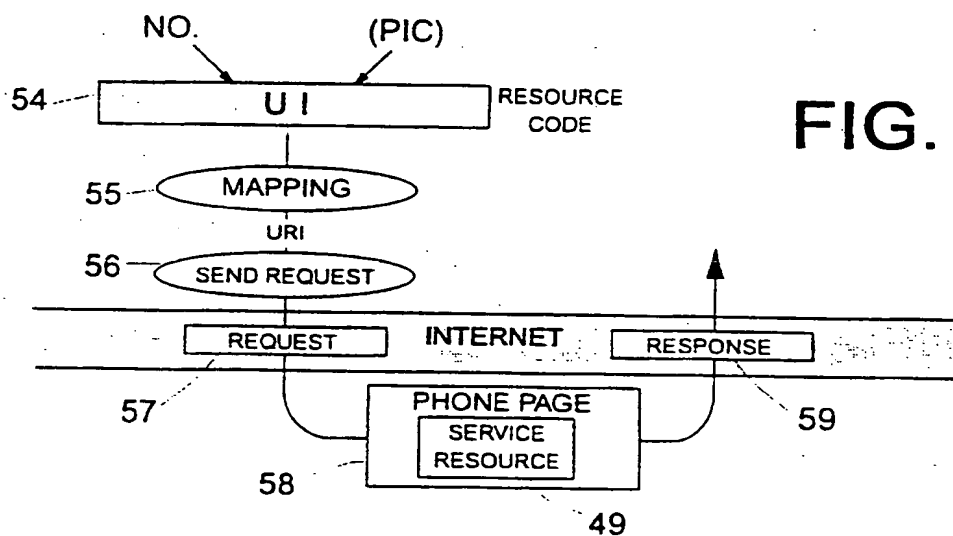 NO.
(PIC)
54
U I
RESOURCE
CODE
FIG.
55
MAPPING
URI
56
SEND REQUEST
REQUEST
INTERNET
RESPONSE
57
PHONE PAGE
59
SERVICE
RESOURCE
58
49